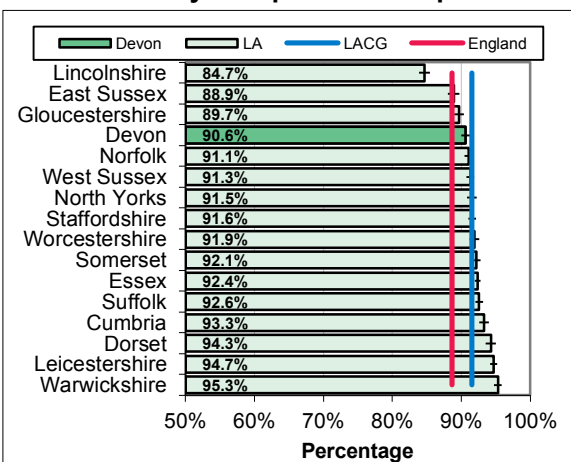 Devon LA LACG England
Lincolnshire 84.7%
East Sussex 88.9%
Gloucestershire 89.7%
Devon 90.6%
Norfolk 91.1%
West Sussex 91.3%
North Yorks 91.5%
Staffordshire 91.6%
Worcestershire 91.9%
Somerset 92.1%
Essex 92.4%
Suffolk 92.6%
Cumbria 93.3%
Dorset 94.3%
Leicestershire 94.7%
Warwickshire 95.3%
50% 60% 70% 80% 90% 100%
Percentage